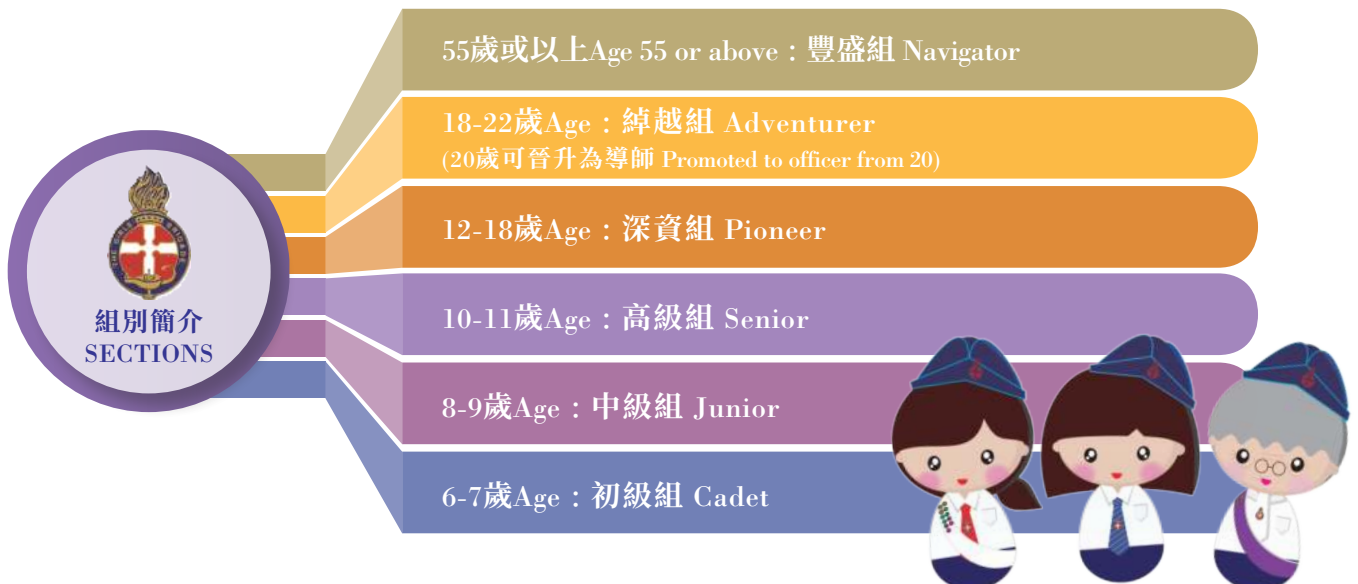 55歲或以上Age 55 or above：豐盛組 Navigator
18-22歲Age：綽越組 Adventurer
(20歲可晉升為導師 Promoted to officer from 20)
12-18歲Age：深資組 Pioneer
10-11歲Age：高級組 Senior
8-9歲Age：中級組 Junior
6-7歲Age：初級組 Cadet
THE GIRLS' BRIGADE
組別簡介
SECTIONS